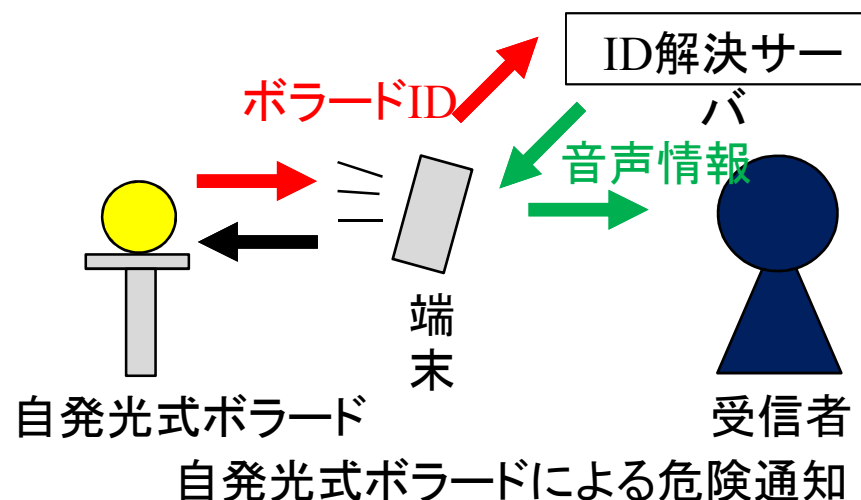 ID解決サー
バ
ボラードID
音声情報
端
末
自発光式ボラード
受信者
自発光式ボラードによる危険通知